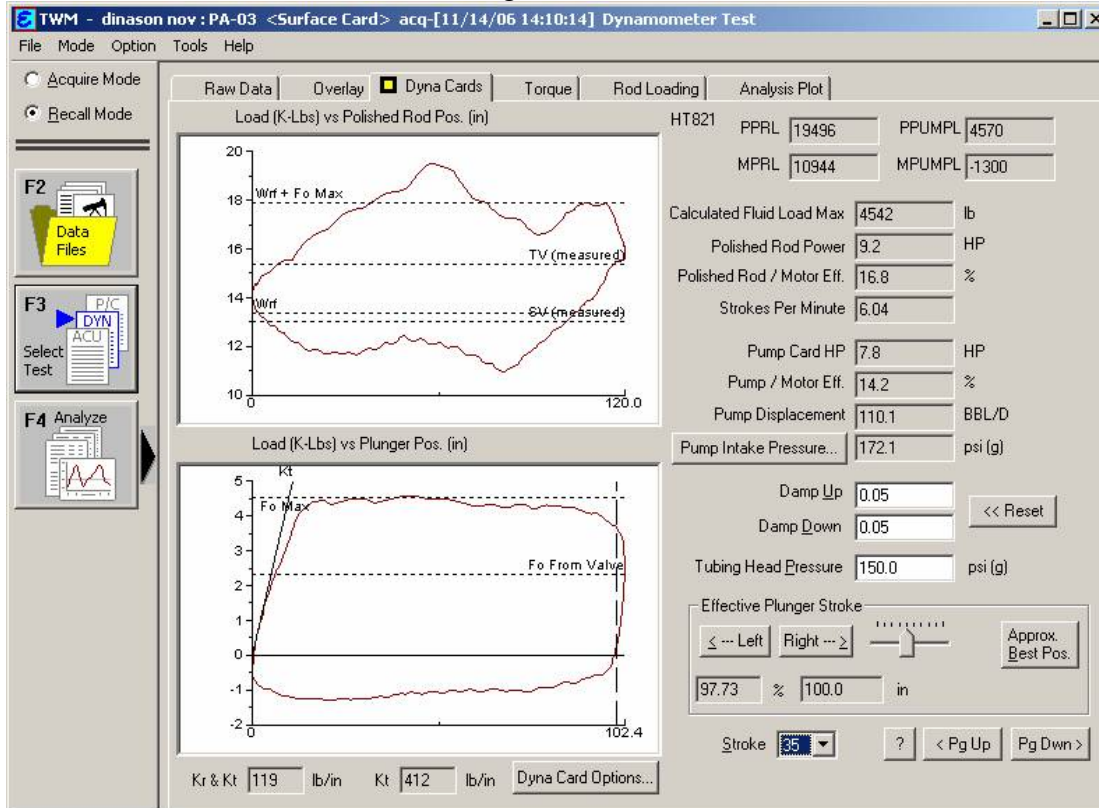 TWM - dinason nov : PA-03 <Surface Card> acq-[11/14/06 14:10:14] Dynamometer Test
File Mode Option Tools Help
Acquire Mode
Recall Mode
F2
Data
Files
F3
P/C
DYN
ACU
Select
Test
F4 Analyze
Raw Data Overlay Dyna Cards Torque Rod Loading Analysis Plot
Load (K-Lbs) vs Polished Rod Pos. (in)
20
18
16
14
12
10
Wrf + Fo Max
TV (measured)
Wrf
SV (measured)
0 120.0
Load (K-Lbs) vs Plunger Pos. (in)
Kt
5
4
3
2
1
0
-1
-2
Fo Max
Fo From Valve
0 102.4
Kr & Kt 119 lb/in Kt 412 lb/in Dyna Card Options...
HT821 PPRL 19496 PPUMPL 4570
MPRL 10944 MPUMPL -1300
Calculated Fluid Load Max 4542 lb
Polished Rod Power 9.2 HP
Polished Rod / Motor Eff. 16.8 %
Strokes Per Minute 6.04
Pump Card HP 7.8 HP
Pump / Motor Eff. 14.2 %
Pump Displacement 110.1 BBL/D
Pump Intake Pressure... 172.1 psi (g)
Damp Up 0.05
Damp Down 0.05
<< Reset
Tubing Head Pressure 150.0 psi (g)
Effective Plunger Stroke
< --- Left Right --- > Approx.
Best Pos.
97.73 % 100.0 in
Stroke 35 ? < Pg Up Pg Dwn >